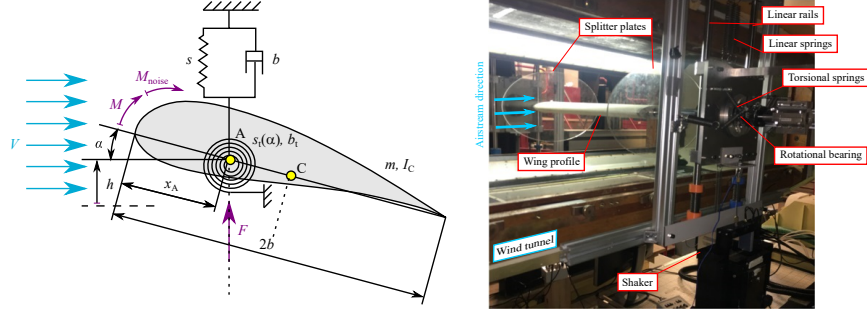 s
b
M
M_noise
A
s_t(α), b_t
V
α
C
m, I_C
h
x_A
F
2b
Splitter plates
Linear rails
Linear springs
Torsional springs
Airstream direction
Wing profile
Rotational bearing
Wind tunnel
Shaker